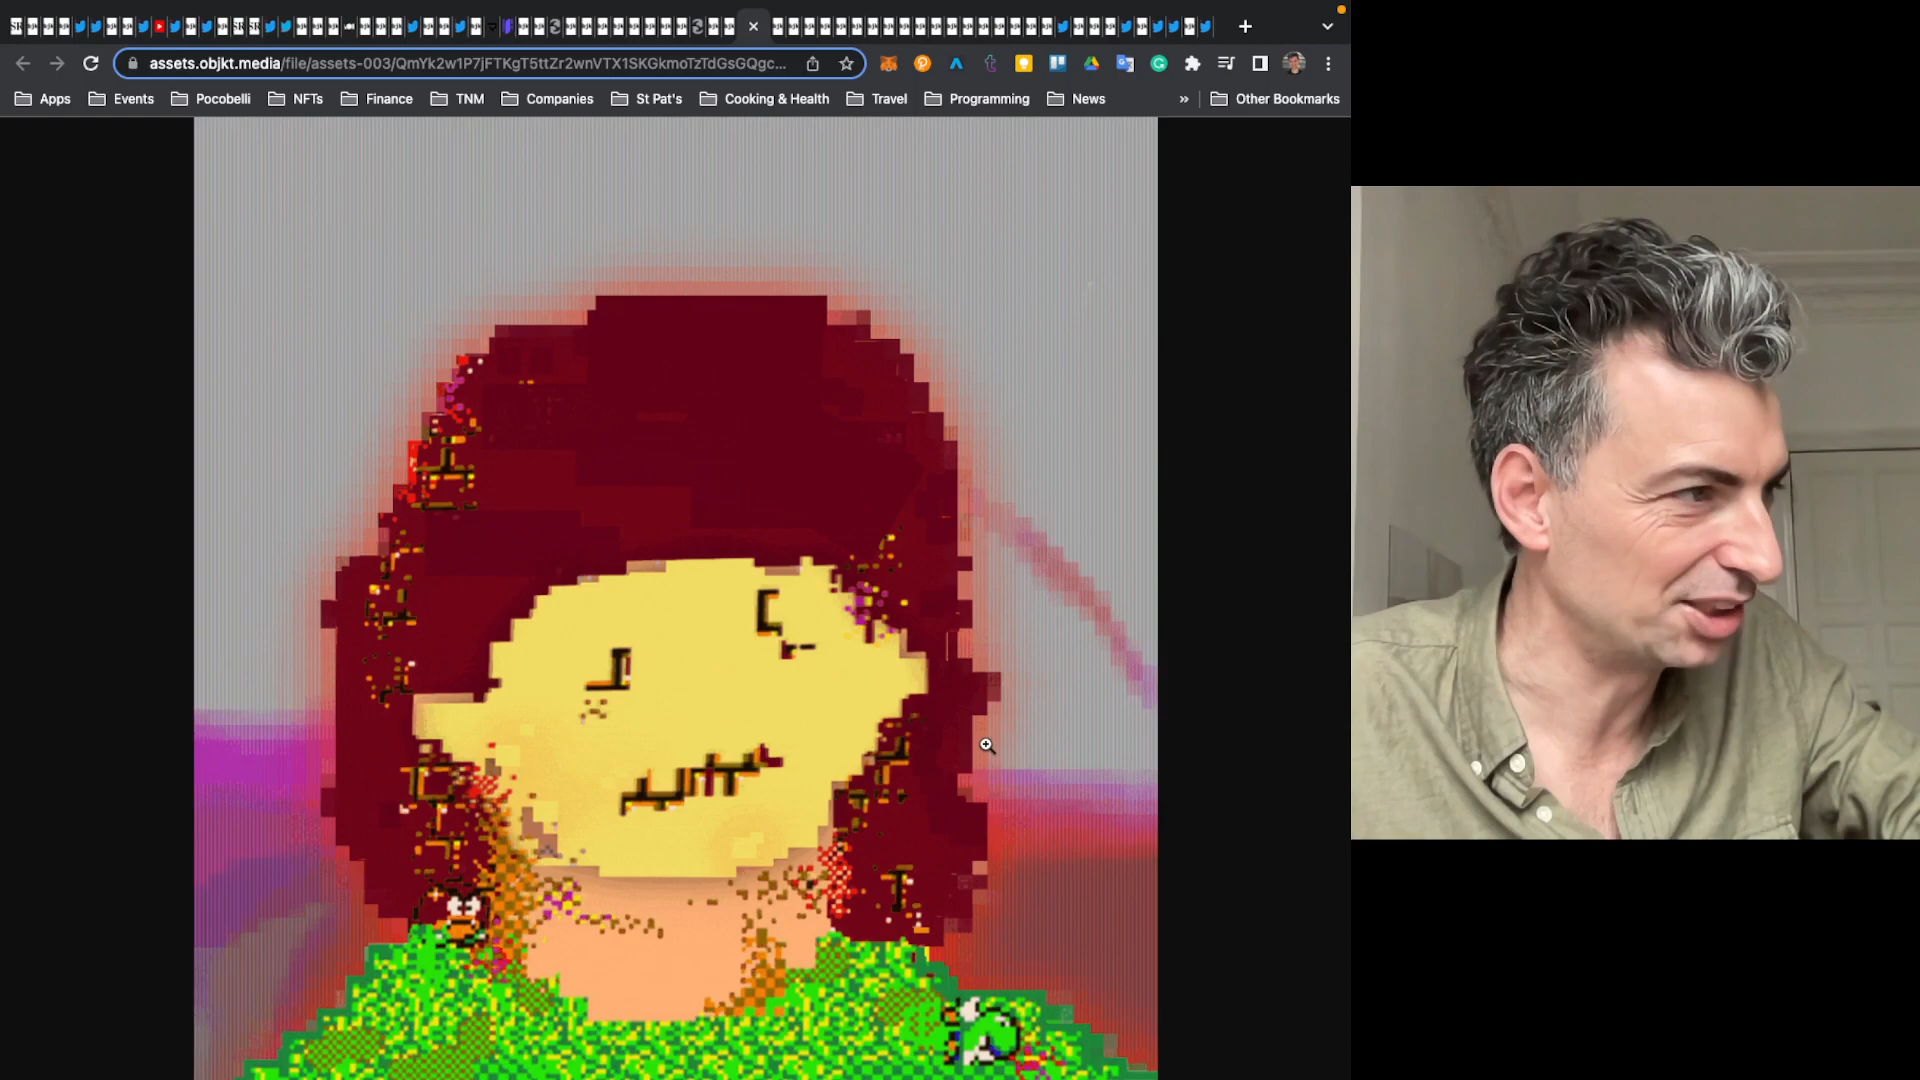 assets.objkt.media/file/assets-003/QmYk2w1P7jFTKgT5ttZr2wnVTX1SKGkmoTzTdGsGQgc...
Apps Events Pocobelli NFTs Finance TNM Companies St Pat's Cooking & Health Travel Programming News » Other Bookmarks